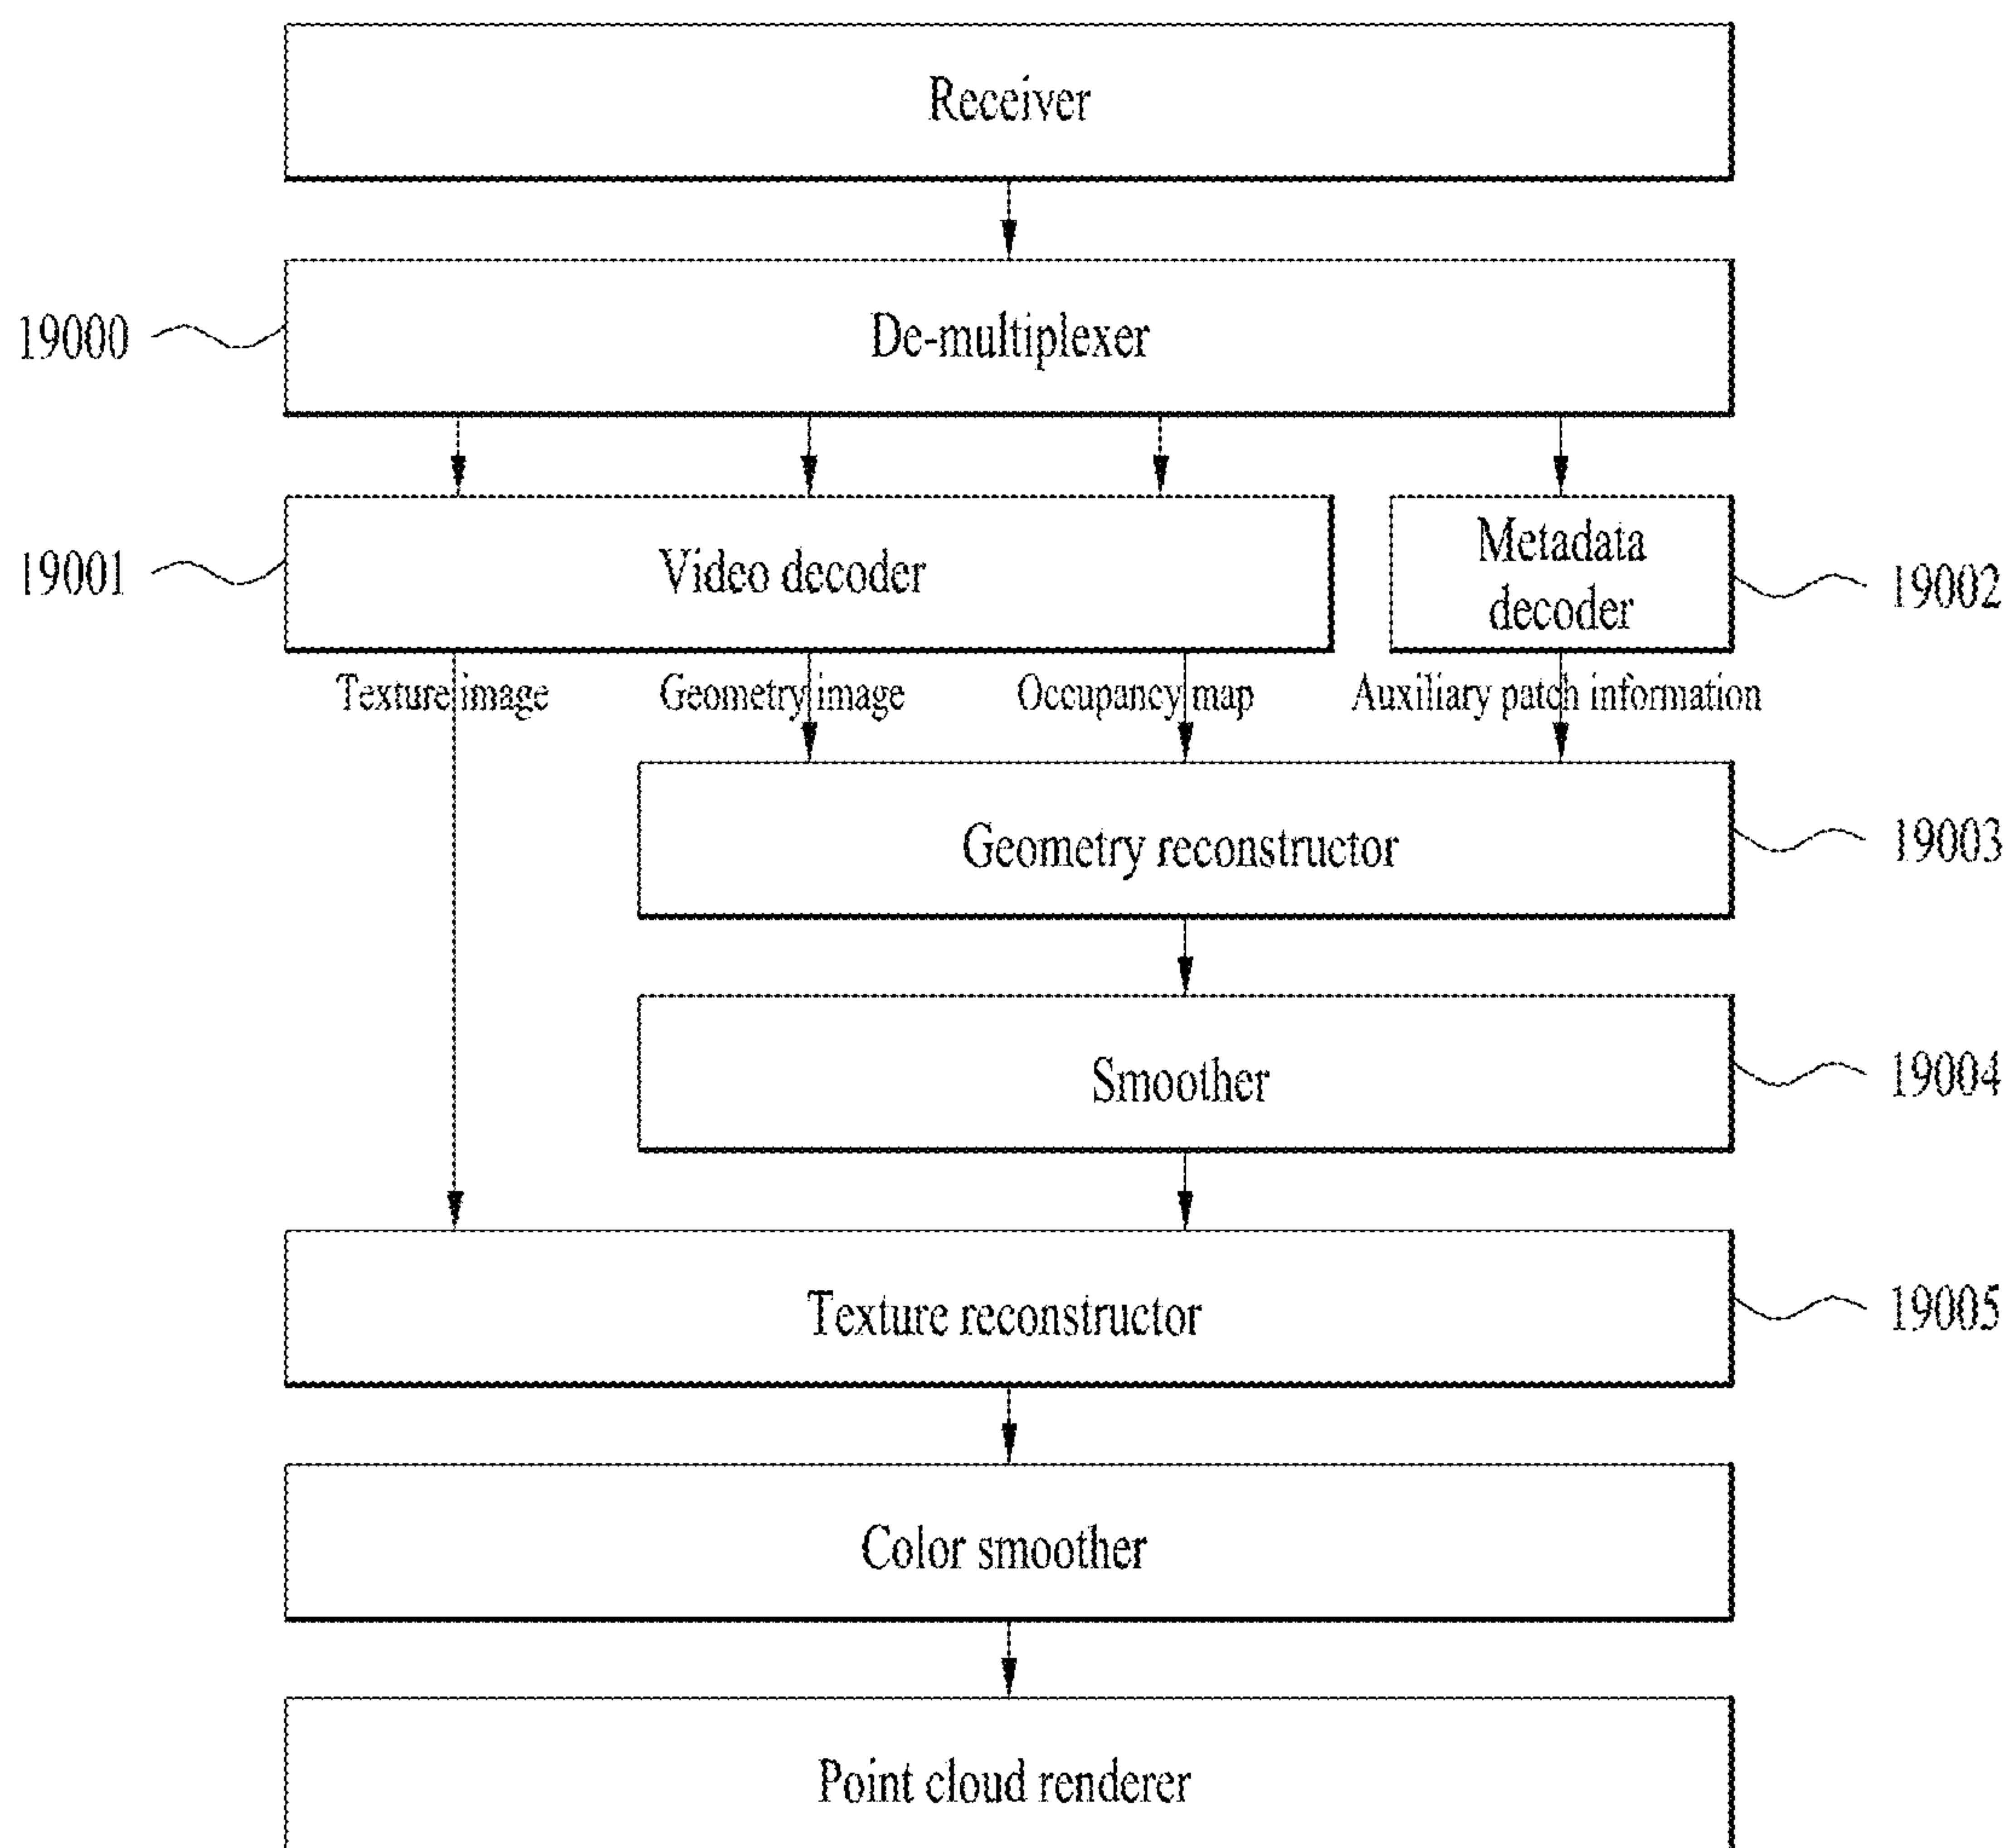 Receiver
19000
De-multiplexer
19001
Video decoder
Metadata
decoder
19002
Texture image
Geometry image
Occupancy map
Auxiliary patch information
Geometry reconstructor
19003
Smoother
19004
Texture reconstructor
19005
Color smoother
Point cloud renderer